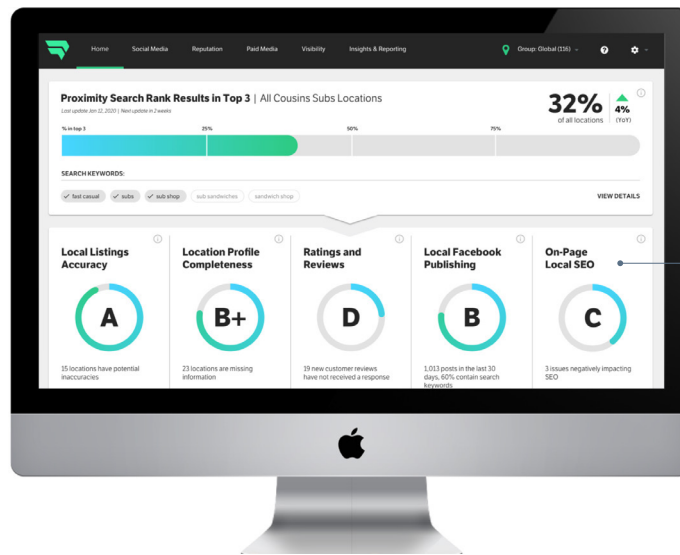 Home Social Media Reputation Paid Media Visibility Insights & Reporting Group: Global (116)
Proximity Search Rank Results in Top 3 | All Cousins Subs Locations
Last update Jan 12, 2020 | Next update in 2 weeks
32%
of all locations
4%
(YoY)
% in top 3 25% 50% 75%
SEARCH KEYWORDS:
fast casual subs sub shop sub sandwiches sandwich shop
VIEW DETAILS
Local Listings
Accuracy
A
15 locations have potential
inaccuracies
Location Profile
Completeness
B+
23 locations are missing
information
Ratings and
Reviews
D
19 new customer reviews
have not received a response
Local Facebook
Publishing
B
1,013 posts in the last 30
days, 60% contain search
keywords
On-Page
Local SEO
C
3 issues negatively impacting
SEO